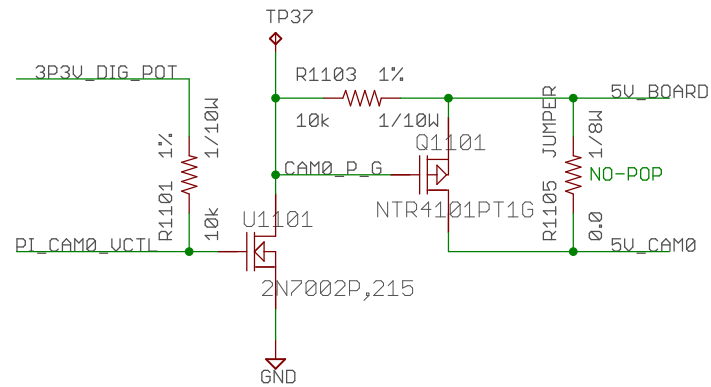 TP37
3P3V_DIG_POT
R1103 1%
10k 1/10W
5V_BOARD
R1101 1%
10k 1/10W
Q1101
CAM0_P_G
NTR4101PT1G
R1105 JUMPER
0.0 1/8W
NO-POP
U1101
PI_CAM0_VCTL
5V_CAM0
2N7002P,215
GND